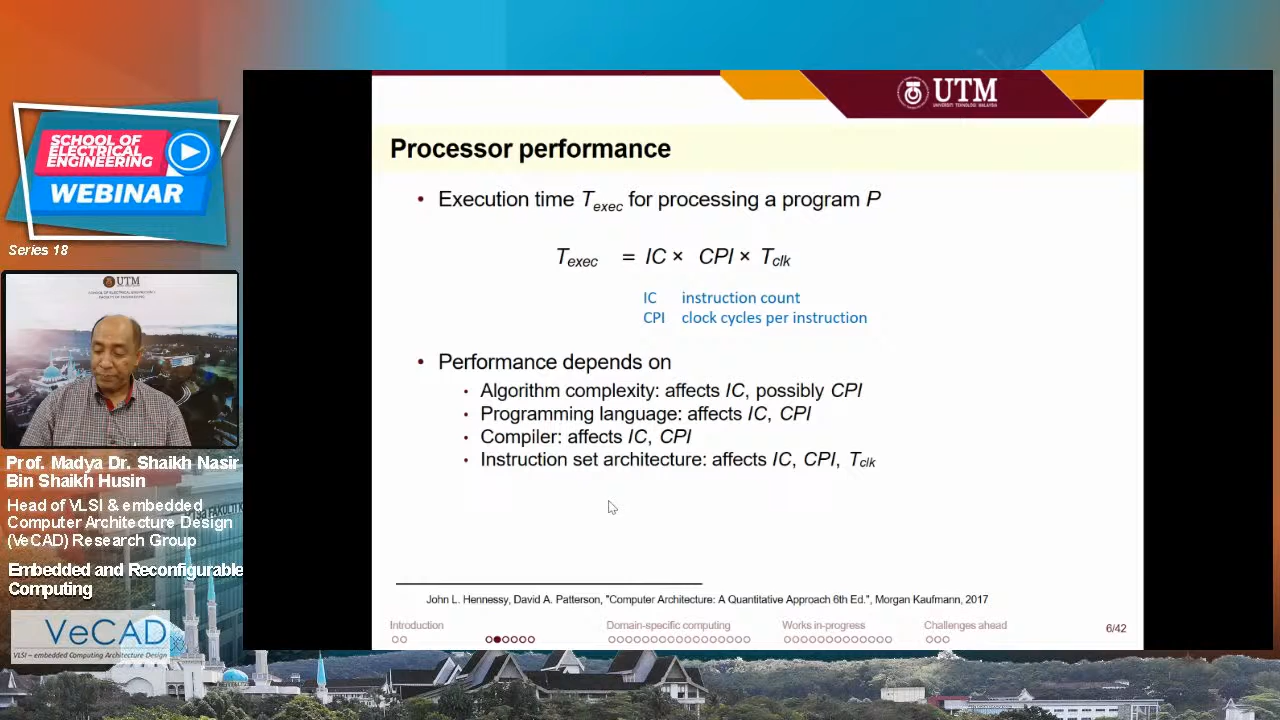 SCHOOL OF
ELECTRICAL
ENGINEERING
WEBINAR
Series 18
UTM
Prof. Madya Dr. Shaikh Nasir
Bin Shaikh Husin
Head of VLSI & embedded
Computer Architecture Design
(VeCAD) Research Group
Embedded and Reconfigurable
Computing
VeCAD
VLSI – embedded Computing Architecture Design
UTM
UNIVERSITI TEKNOLOGI MALAYSIA
Processor performance
• Execution time Texec for processing a program P
Texec = IC × CPI × Tclk
IC instruction count
CPI clock cycles per instruction
• Performance depends on
• Algorithm complexity: affects IC, possibly CPI
• Programming language: affects IC, CPI
• Compiler: affects IC, CPI
• Instruction set architecture: affects IC, CPI, Tclk
John L. Hennessy, David A. Patterson, "Computer Architecture: A Quantitative Approach 6th Ed.", Morgan Kaufmann, 2017
Introduction Domain-specific computing Works in-progress Challenges ahead
6/42